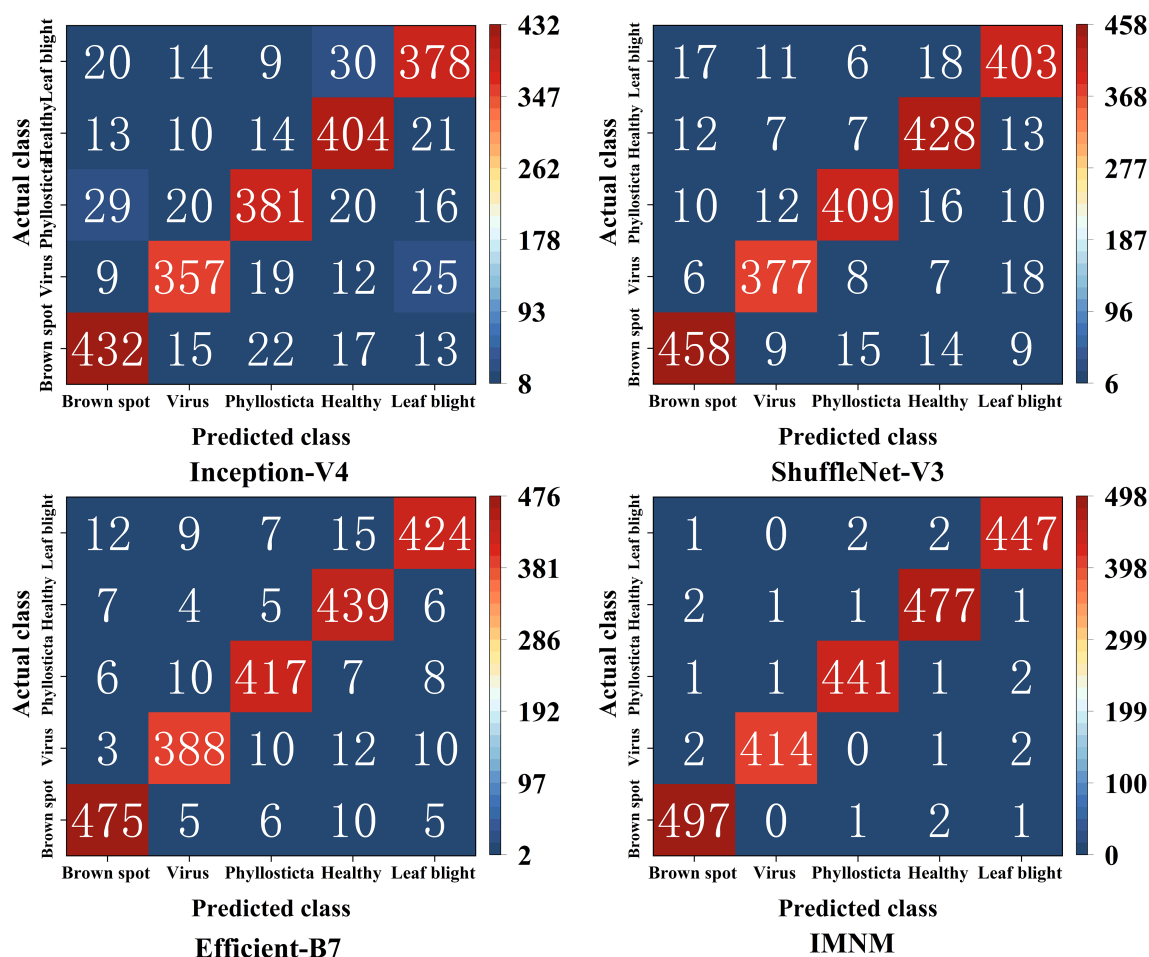 Actual class
Leaf blight
Healthy
Phyllosticta
Virus
Brown spot
20 14 9 30 378
13 10 14 404 21
29 20 381 20 16
9 357 19 12 25
432 15 22 17 13
432
347
262
178
93
8
Brown spot Virus Phyllosticta Healthy Leaf blight
Predicted class
Inception-V4
Actual class
Leaf blight
Healthy
Phyllosticta
Virus
Brown spot
17 11 6 18 403
12 7 7 428 13
10 12 409 16 10
6 377 8 7 18
458 9 15 14 9
458
368
277
187
96
6
Brown spot Virus Phyllosticta Healthy Leaf blight
Predicted class
ShuffleNet-V3
Actual class
Leaf blight
Healthy
Phyllosticta
Virus
Brown spot
12 9 7 15 424
7 4 5 439 6
6 10 417 7 8
3 388 10 12 10
475 5 6 10 5
476
381
286
192
97
2
Brown spot Virus Phyllosticta Healthy Leaf blight
Predicted class
Efficient-B7
Actual class
Leaf blight
Healthy
Phyllosticta
Virus
Brown spot
1 0 2 2 447
2 1 1 477 1
1 1 441 1 2
2 414 0 1 2
497 0 1 2 1
498
398
299
199
100
0
Brown spot Virus Phyllosticta Healthy Leaf blight
Predicted class
IMNM